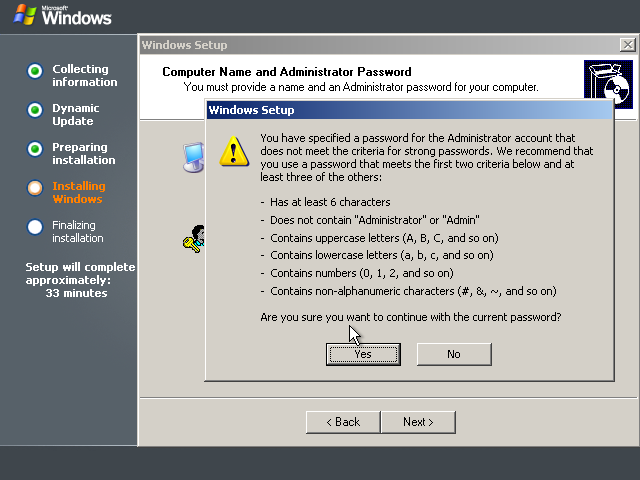 Microsoft
Windows
Windows Setup
Collecting
information
Dynamic
Update
Preparing
installation
Installing
Windows
Finalizing
installation
Setup will complete
approximately:
33 minutes
Computer Name and Administrator Password
You must provide a name and an Administrator password for your computer.
Windows Setup
You have specified a password for the Administrator account that
does not meet the criteria for strong passwords. We recommend that
you use a password that meets the first two criteria below and at
least three of the others:
- Has at least 6 characters
- Does not contain "Administrator" or "Admin"
- Contains uppercase letters (A, B, C, and so on)
- Contains lowercase letters (a, b, c, and so on)
- Contains numbers (0, 1, 2, and so on)
- Contains non-alphanumeric characters (#, &, ~, and so on)
Are you sure you want to continue with the current password?
Yes No
< Back Next >